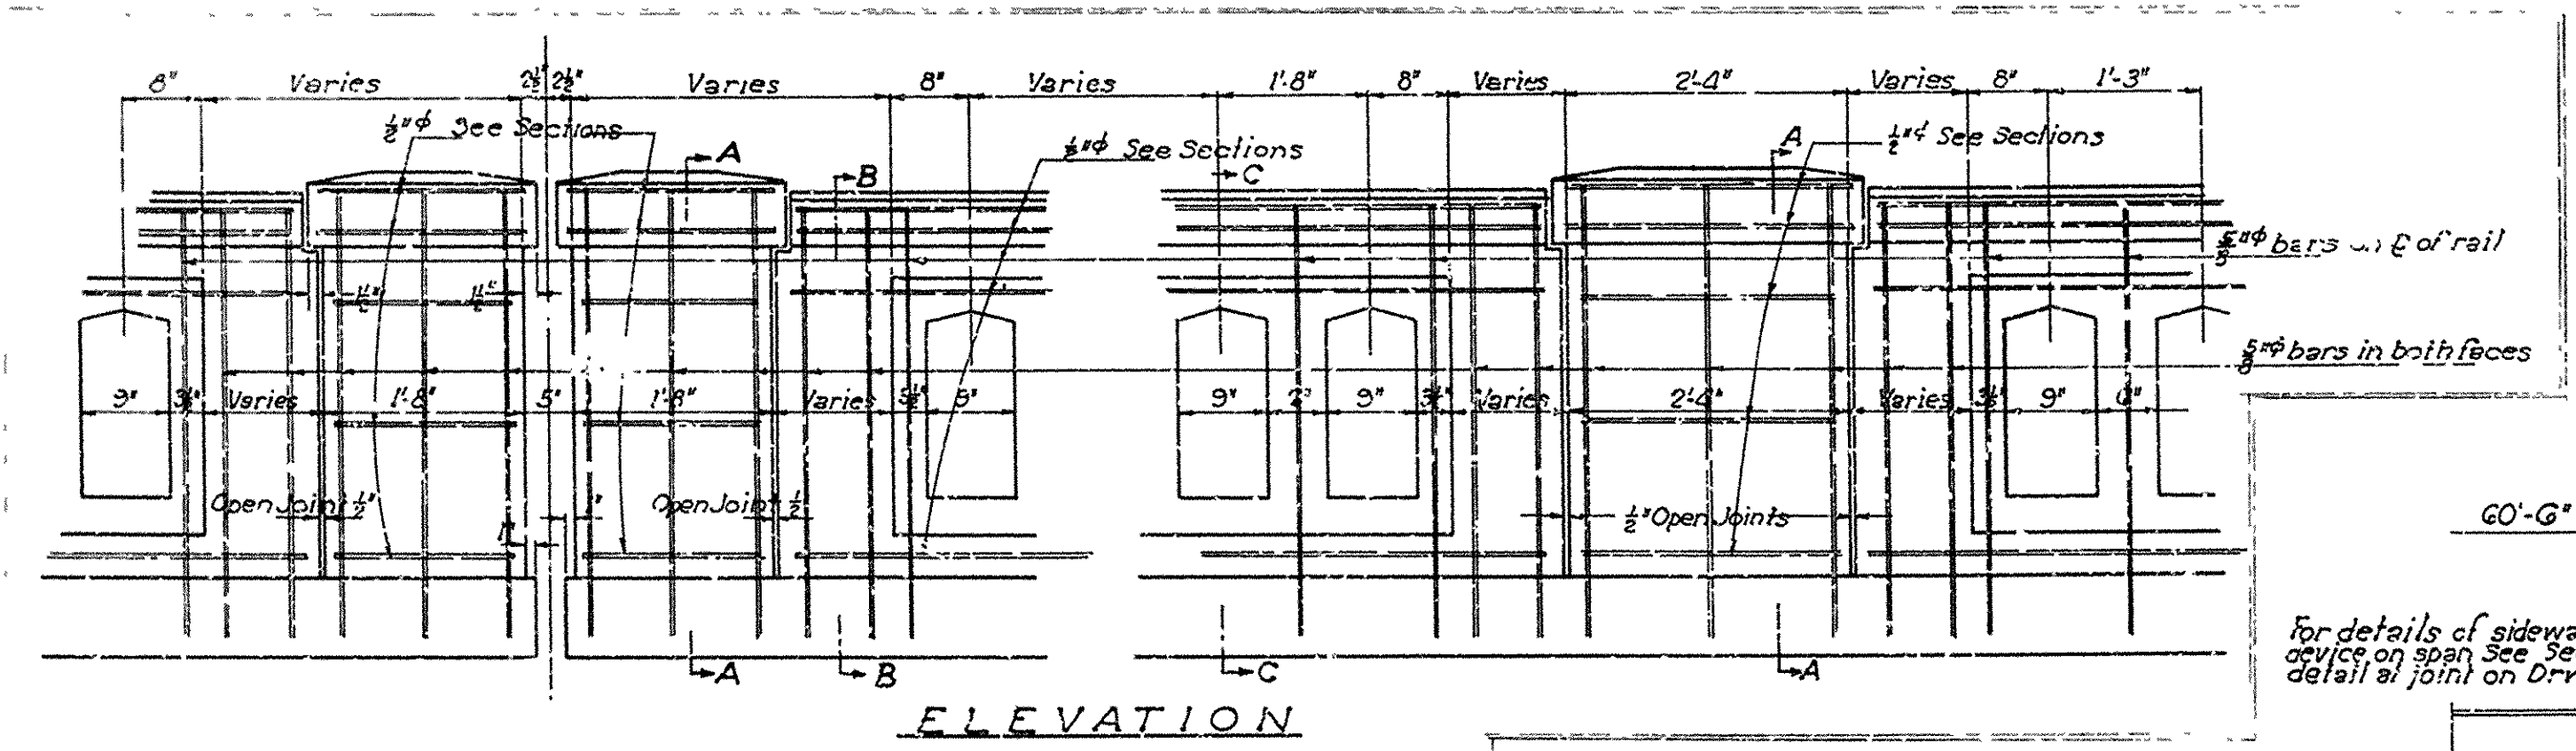 8" Varies 2½" 2½" Varies 8" Varies 1'-8" 8" Varies 2'-4" Varies 8" 1'-3"
½"ϕ See Sections
A
½"ϕ See Sections
A
½"ϕ See Sections
B
C
⅝"ϕ bars of rail
1½" 1½"
⅝"ϕ bars in both faces
9" 3½" Varies 1'-8" 5" 1'-8" Varies 3½" 9" 9" 9" 3½" Varies 2'-4" Varies 3½" 9" 6"
Open Joint ½"
Open Joint ½
½" Open Joints
60'-6"
A
B
C
A
For details of sidewa
device on span See Se
detail at joint on Drw
ELEVATION